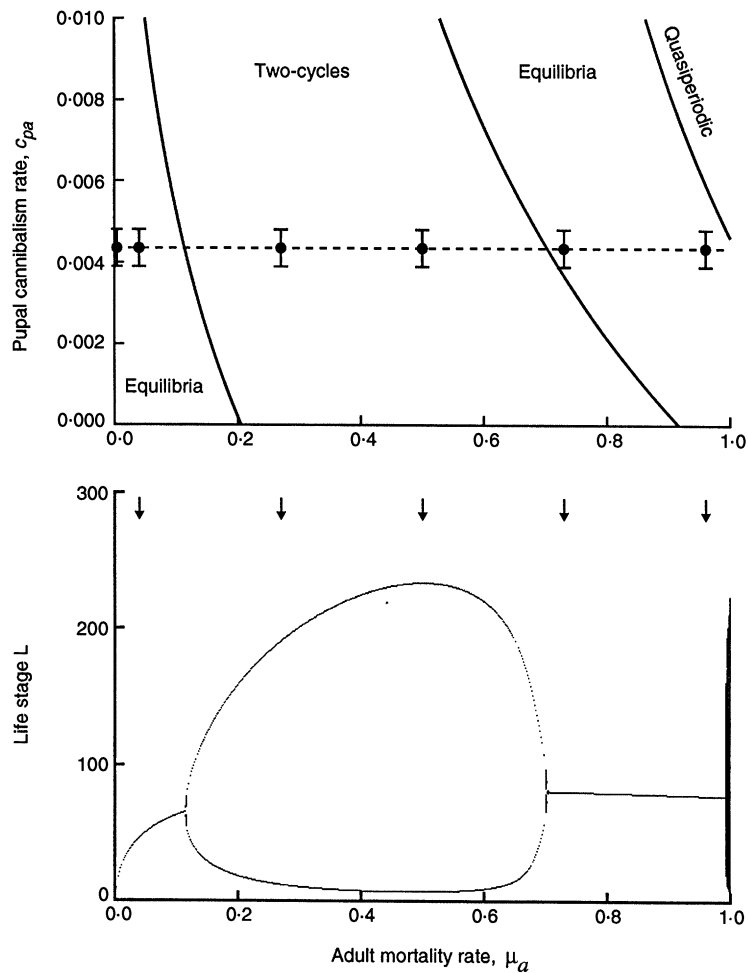 0·010
0·008
0·006
0·004
0·002
0·000
Pupal cannibalism rate, cpa
Two-cycles
Equilibria
Quasiperiodic
Equilibria
0·0 0·2 0·4 0·6 0·8 1·0
300
200
100
0
Life stage L
0·0 0·2 0·4 0·6 0·8 1·0
Adult mortality rate, μa